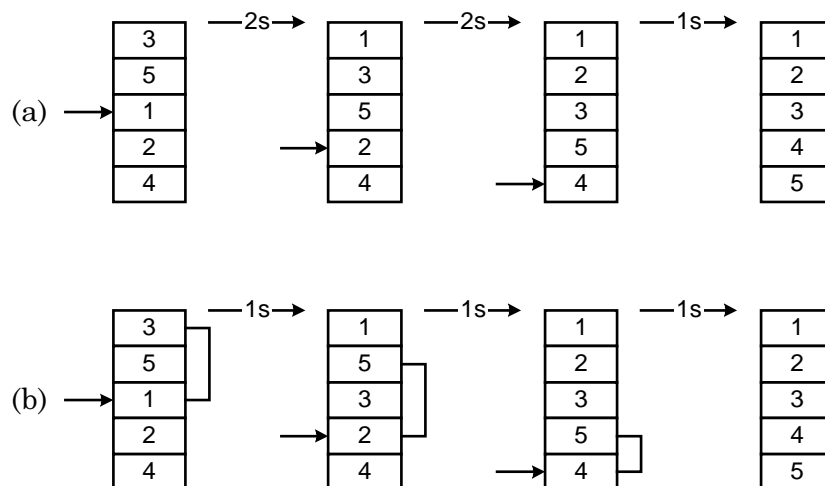 3 2s 1 2s 1 1s 1
5 3 2 2
(a) 1 5 3 3
2 2 5 4
4 4 4 5
3 1s 1 1s 1 1s 1
5 5 2 2
(b) 1 3 3 3
2 2 5 4
4 4 4 5